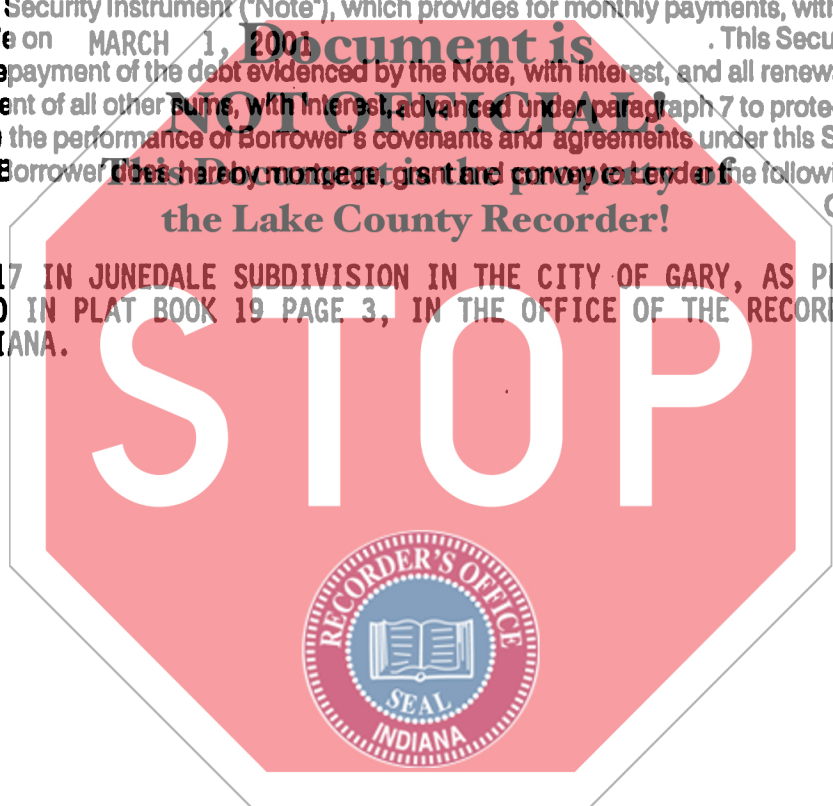 Security Instrument ("Note"), which provides for monthly payments, with
on MARCH 1, 2001 . This Secu
Document is
epayment of the debt evidenced by the Note, with interest, and all renew
ent of all other sums, with interest, advanced under paragraph 7 to prote
NOT OFFICIAL!
the performance of Borrower's covenants and agreements under this S
Borrower does hereby mortgage, grant and convey to Lender the followi
This Document is the property of
the Lake County Recorder!
17 IN JUNEDALE SUBDIVISION IN THE CITY OF GARY, AS P
IN PLAT BOOK 19 PAGE 3, IN THE OFFICE OF THE RECOR
IANA.
STOP
RECORDER'S OFFICE
SEAL
INDIANA